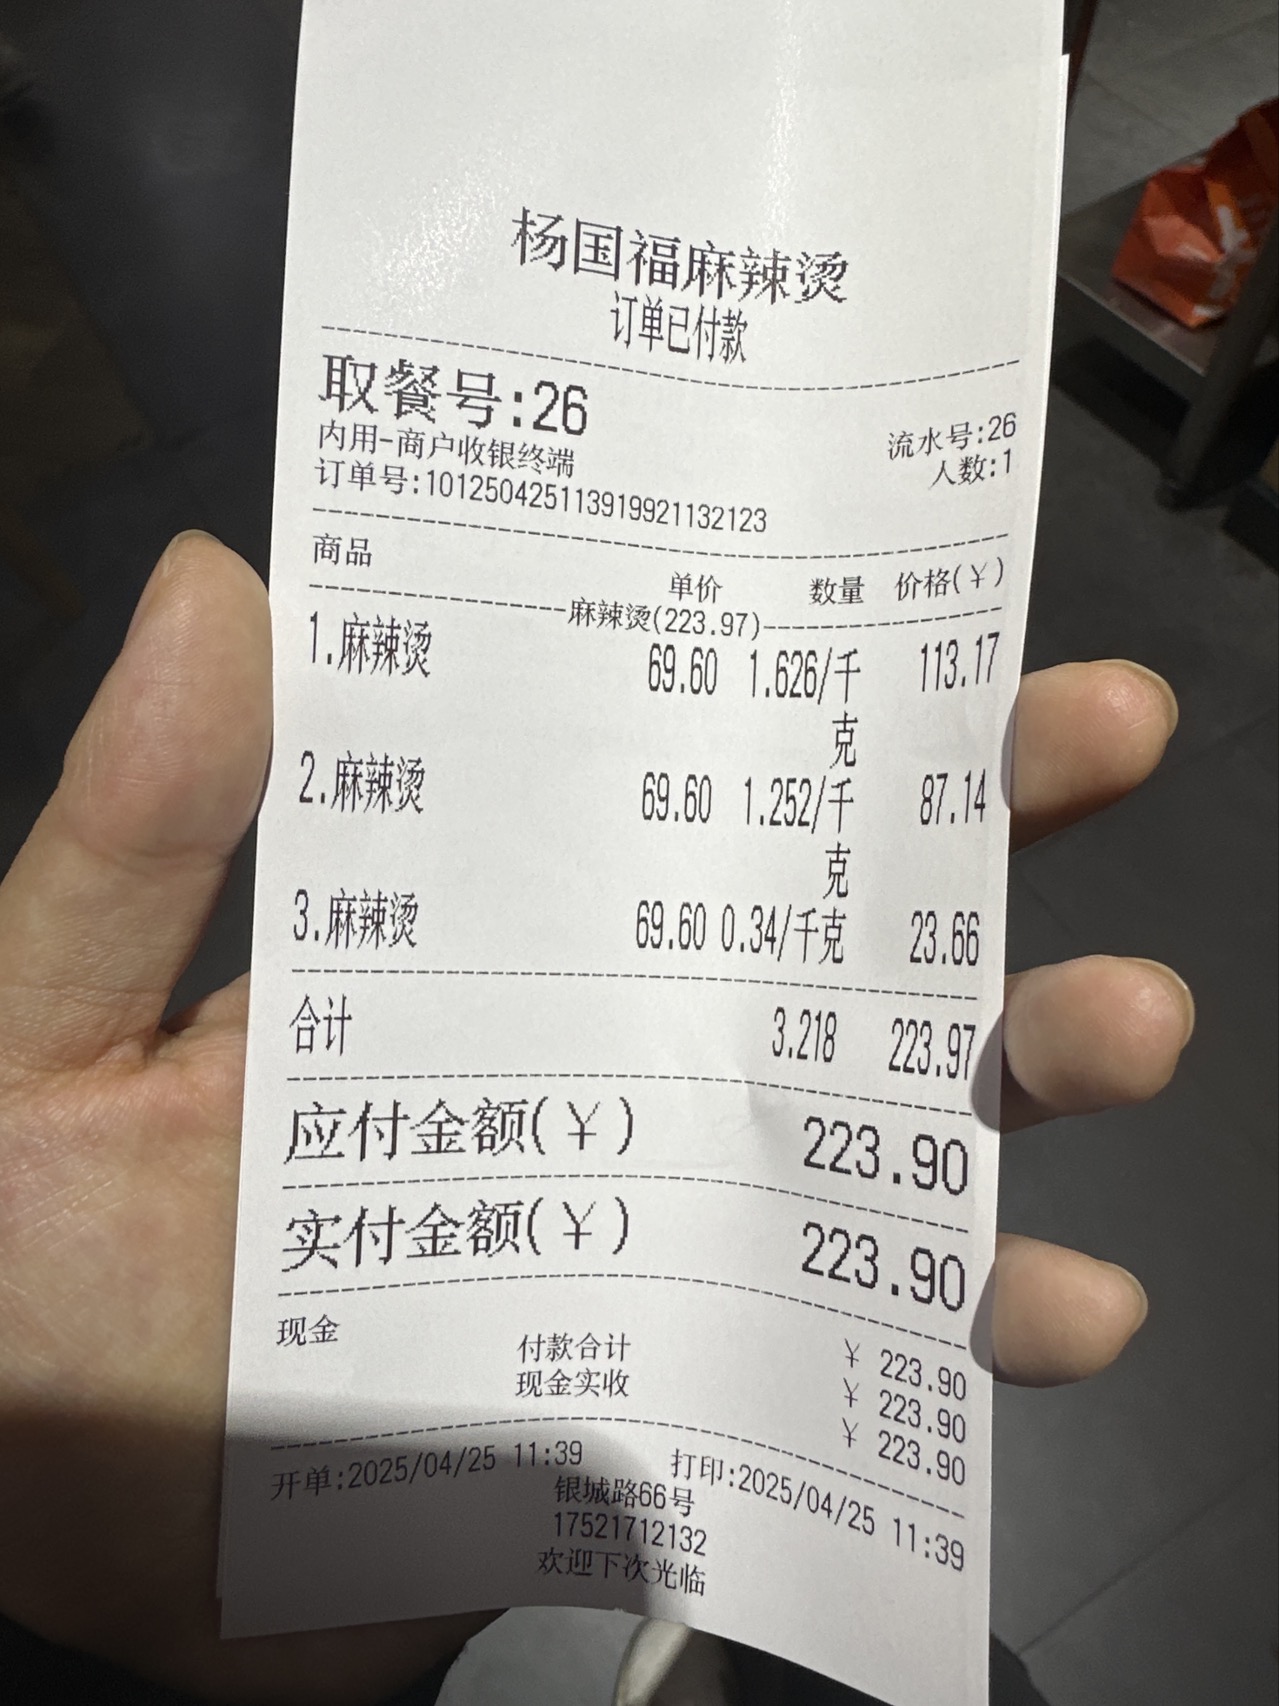 杨国福麻辣烫
订单已付款
取餐号:26
流水号:26
内用-商户收银终端
人数:1
订单号:101250425113919921132123
商品 单价 数量 价格(¥)
麻辣烫(223.97)
1.麻辣烫 69.60 1.626/千克 113.17
2.麻辣烫 69.60 1.252/千克 87.14
3.麻辣烫 69.60 0.34/千克 23.66
合计 3.218 223.97
应付金额(¥) 223.90
实付金额(¥) 223.90
现金 ¥ 223.90
付款合计 ¥ 223.90
现金实收 ¥ 223.90
开单:2025/04/25 11:39 打印:2025/04/25 11:39
银城路66号
17521712132
欢迎下次光临